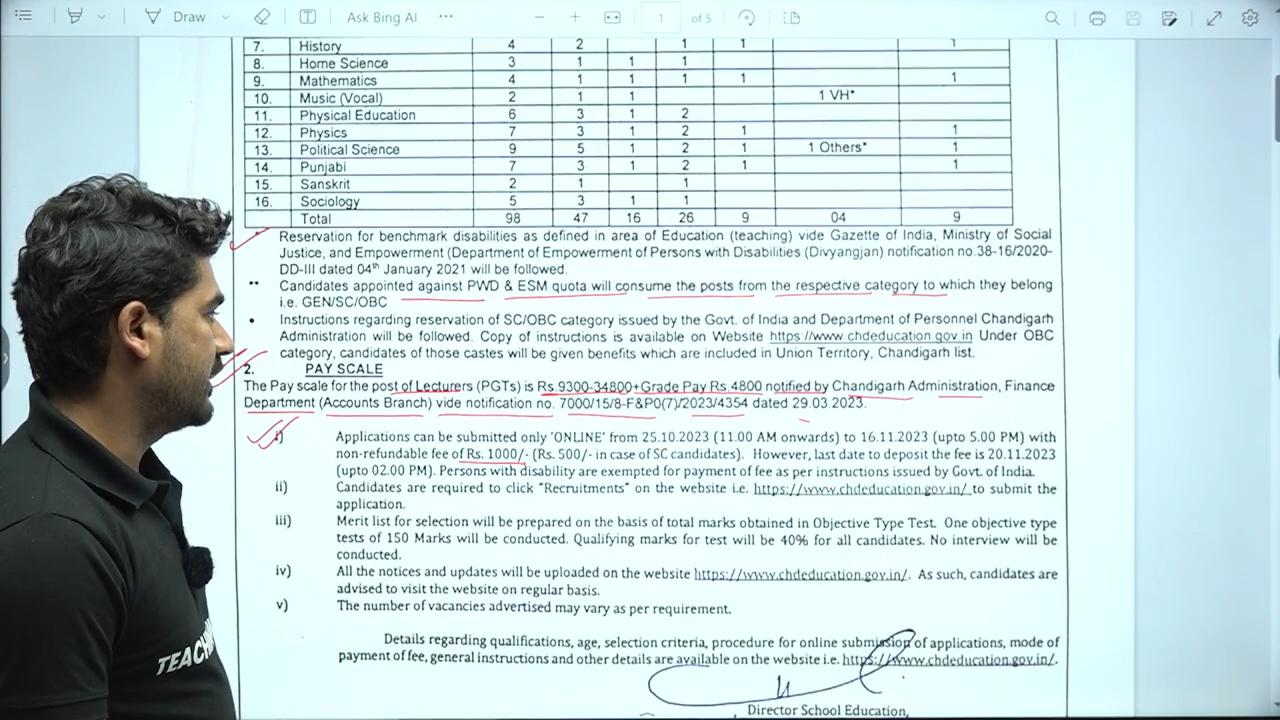 Draw
Ask Bing AI
1
of 5
7. History 4 2 1 1 1
8. Home Science 3 1 1 1
9. Mathematics 4 1 1 1 1 1
10. Music (Vocal) 2 1 1 1 VH*
11. Physical Education 6 3 1 2
12. Physics 7 3 1 2 1 1
13. Political Science 9 5 1 2 1 1 Others* 1
14. Punjabi 7 3 1 2 1 1
15. Sanskrit 2 1 1
16. Sociology 5 3 1 1
Total 98 47 16 26 9 04 9
Reservation for benchmark disabilities as defined in area of Education (teaching) vide Gazette of India, Ministry of Social
Justice, and Empowerment (Department of Empowerment of Persons with Disabilities (Divyangjan) notification no.38-16/2020-
DD-III dated 04th January 2021 will be followed.
** Candidates appointed against PWD & ESM quota will consume the posts from the respective category to which they belong
i.e. GEN/SC/OBC
• Instructions regarding reservation of SC/OBC category issued by the Govt. of India and Department of Personnel Chandigarh
Administration will be followed. Copy of instructions is available on Website https://www chdeducation.gov.in Under OBC
category, candidates of those castes will be given benefits which are included in Union Territory, Chandigarh list.
2. PAY SCALE
The Pay scale for the post of Lecturers (PGTs) is Rs.9300-34800+Grade Pay Rs.4800 notified by Chandigarh Administration, Finance
Department (Accounts Branch) vide notification no. 7000/15/8-F&P0(7)/2023/4354 dated 29.03.2023.
i) Applications can be submitted only 'ONLINE' from 25.10.2023 (11.00 AM onwards) to 16.11.2023 (upto 5.00 PM) with
non-refundable fee of Rs. 1000/- (Rs. 500/- in case of SC candidates). However, last date to deposit the fee is 20.11.2023
(upto 02.00 PM). Persons with disability are exempted for payment of fee as per instructions issued by Govt. of India.
ii) Candidates are required to click "Recruitments" on the website i.e. https://www.chdeducation.gov.in/ to submit the
application.
iii) Merit list for selection will be prepared on the basis of total marks obtained in Objective Type Test. One objective type
tests of 150 Marks will be conducted. Qualifying marks for test will be 40% for all candidates. No interview will be
conducted.
iv) All the notices and updates will be uploaded on the website https://www.chdeducation.gov.in/. As such, candidates are
advised to visit the website on regular basis.
v) The number of vacancies advertised may vary as per requirement.
Details regarding qualifications, age, selection criteria, procedure for online submission of applications, mode of
payment of fee, general instructions and other details are available on the website i.e. https://www.chdeducation.gov.in/.
Director School Education,